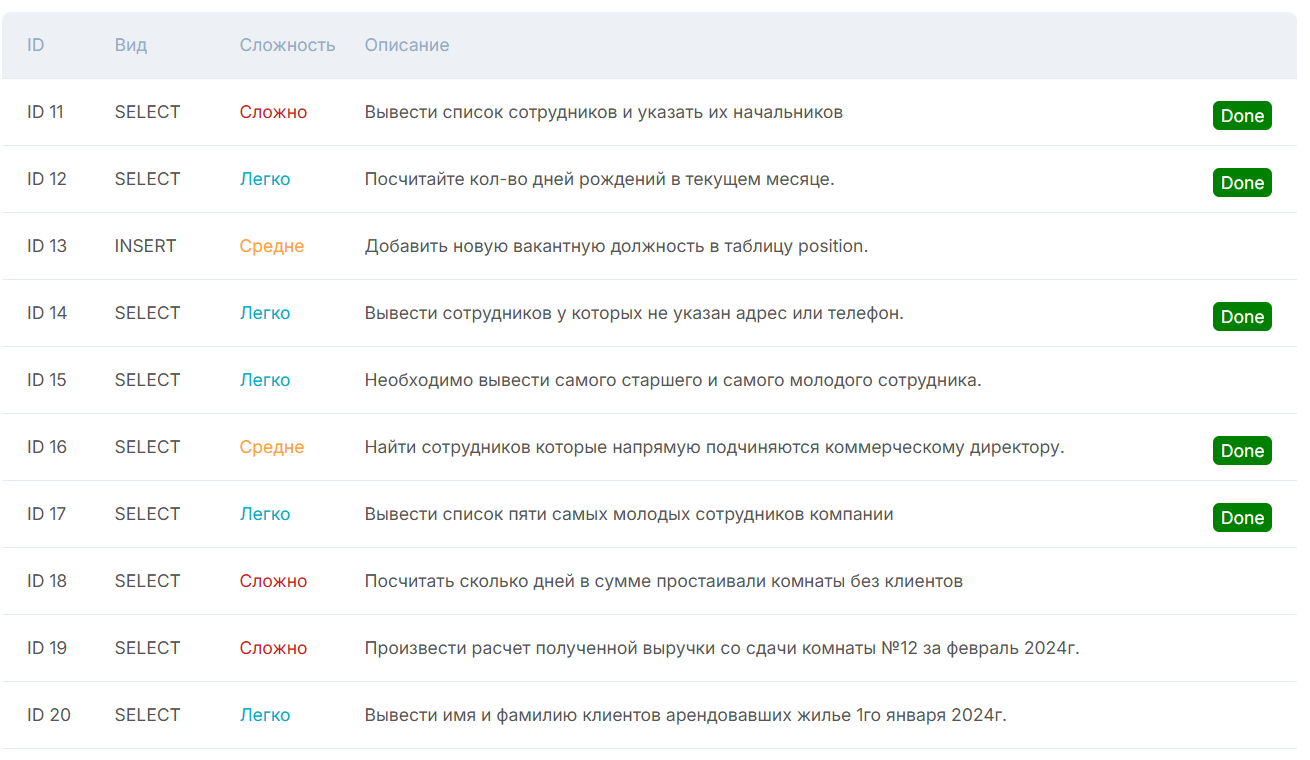 ID Вид Сложность Описание
ID 11 SELECT Сложно Вывести список сотрудников и указать их начальников Done
ID 12 SELECT Легко Посчитайте кол-во дней рождений в текущем месяце. Done
ID 13 INSERT Средне Добавить новую вакантную должность в таблицу position.
ID 14 SELECT Легко Вывести сотрудников у которых не указан адрес или телефон. Done
ID 15 SELECT Легко Необходимо вывести самого старшего и самого молодого сотрудника.
ID 16 SELECT Средне Найти сотрудников которые напрямую подчиняются коммерческому директору. Done
ID 17 SELECT Легко Вывести список пяти самых молодых сотрудников компании Done
ID 18 SELECT Сложно Посчитать сколько дней в сумме простаивали комнаты без клиентов
ID 19 SELECT Сложно Произвести расчет полученной выручки со сдачи комнаты №12 за февраль 2024г.
ID 20 SELECT Легко Вывести имя и фамилию клиентов арендовавших жилье 1го января 2024г.